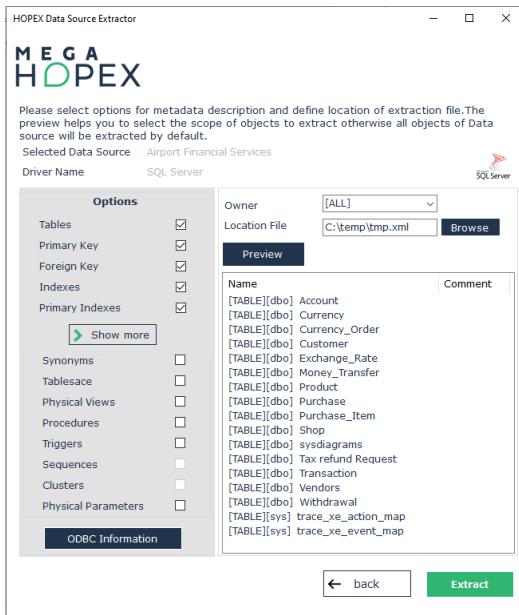 HOPEX Data Source Extractor
MEGA
HOPEX
Please select options for metadata description and define location of extraction file.The
preview helps you to select the scope of objects to extract otherwise all objects of Data
source will be extracted by default.
Selected Data Source Airport Financial Services
Driver Name SQL Server
SQL Server
Options
Tables
Primary Key
Foreign Key
Indexes
Primary Indexes
Show more
Synonyms
Tablesace
Physical Views
Procedures
Triggers
Sequences
Clusters
Physical Parameters
ODBC Information
Owner [ALL]
Location File C:\temp\tmp.xml Browse
Preview
Name Comment
[TABLE][dbo] Account
[TABLE][dbo] Currency
[TABLE][dbo] Currency_Order
[TABLE][dbo] Customer
[TABLE][dbo] Exchange_Rate
[TABLE][dbo] Money_Transfer
[TABLE][dbo] Product
[TABLE][dbo] Purchase
[TABLE][dbo] Purchase_Item
[TABLE][dbo] Shop
[TABLE][dbo] sysdiagrams
[TABLE][dbo] Tax refund Request
[TABLE][dbo] Transaction
[TABLE][dbo] Vendors
[TABLE][dbo] Withdrawal
[TABLE][sys] trace_xe_action_map
[TABLE][sys] trace_xe_event_map
back
Extract